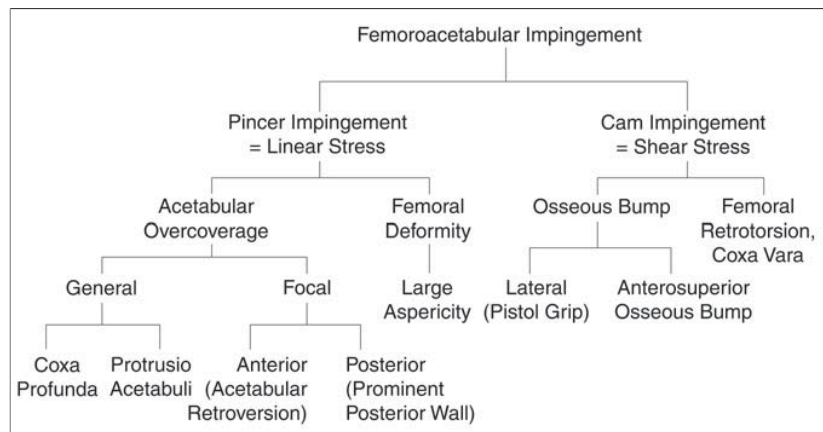 Femoroacetabular Impingement
Pincer Impingement
= Linear Stress
Cam Impingement
= Shear Stress
Acetabular
Overcoverage
Femoral
Deformity
Osseous Bump
Femoral
Retrotorsion,
Coxa Vara
General
Focal
Large
Aspericity
Lateral
(Pistol Grip)
Anterosuperior
Osseous Bump
Coxa
Profunda
Protrusio
Acetabuli
Anterior
(Acetabular
Retroversion)
Posterior
(Prominent
Posterior Wall)